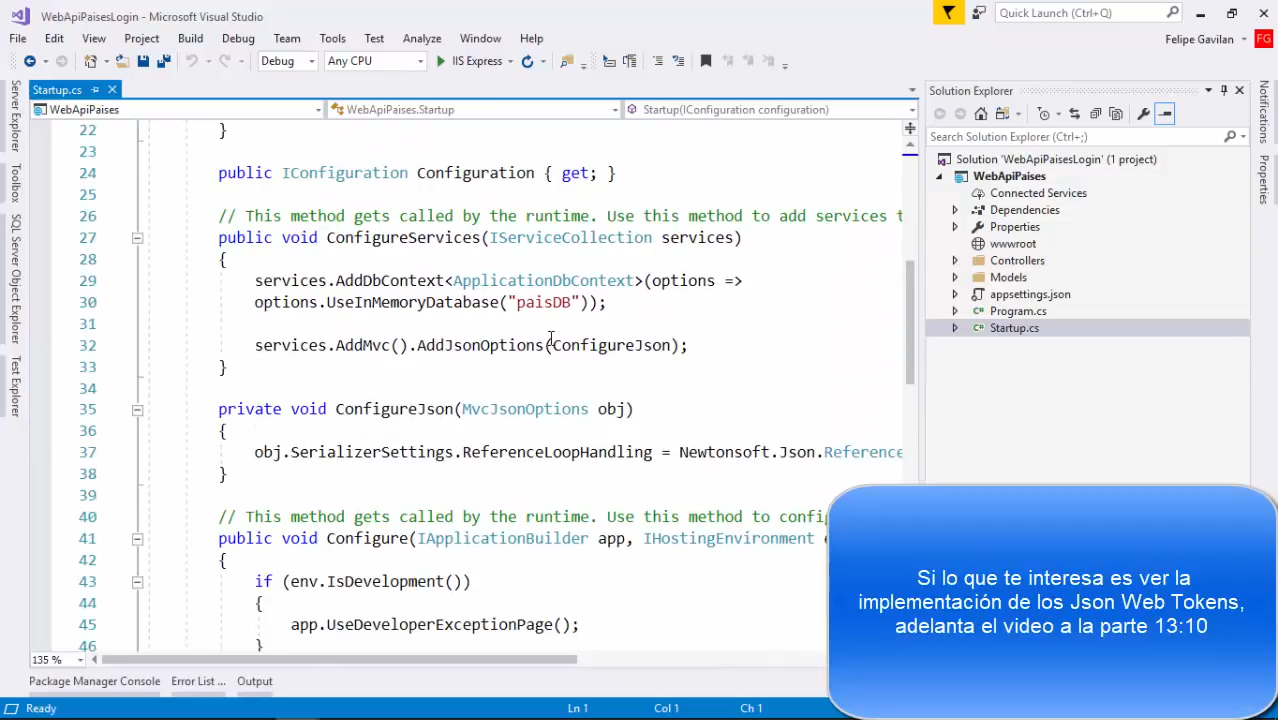 WebApiPaisesLogin - Microsoft Visual Studio
Quick Launch (Ctrl+Q)
File Edit View Project Build Debug Team Tools Test Analyze Window Help
Felipe Gavilan FG
Debug Any CPU IIS Express
Startup.cs
WebApiPaises WebApiPaises.Startup Startup(IConfiguration configuration)
Server Explorer
Toolbox
SQL Server Object Explorer
Test Explorer
22 }
23
24 public IConfiguration Configuration { get; }
25
26 // This method gets called by the runtime. Use this method to add services t
27 public void ConfigureServices(IServiceCollection services)
28 {
29 services.AddDbContext<ApplicationDbContext>(options =>
30 options.UseInMemoryDatabase("paisDB"));
31
32 services.AddMvc().AddJsonOptions(ConfigureJson);
33 }
34
35 private void ConfigureJson(MvcJsonOptions obj)
36 {
37 obj.SerializerSettings.ReferenceLoopHandling = Newtonsoft.Json.Reference
38 }
39
40 // This method gets called by the runtime. Use this method to config
41 public void Configure(IApplicationBuilder app, IHostingEnvironment e
42 {
43 if (env.IsDevelopment())
44 {
45 app.UseDeveloperExceptionPage();
46 }
135 %
Solution Explorer
Search Solution Explorer (Ctrl+;)
Solution 'WebApiPaisesLogin' (1 project)
WebApiPaises
Connected Services
Dependencies
Properties
wwwroot
Controllers
Models
appsettings.json
Program.cs
Startup.cs
Notifications
Properties
Si lo que te interesa es ver la
implementación de los Json Web Tokens,
adelanta el video a la parte 13:10
Package Manager Console Error List ... Output
Ready Ln 1 Col 1 Ch 1